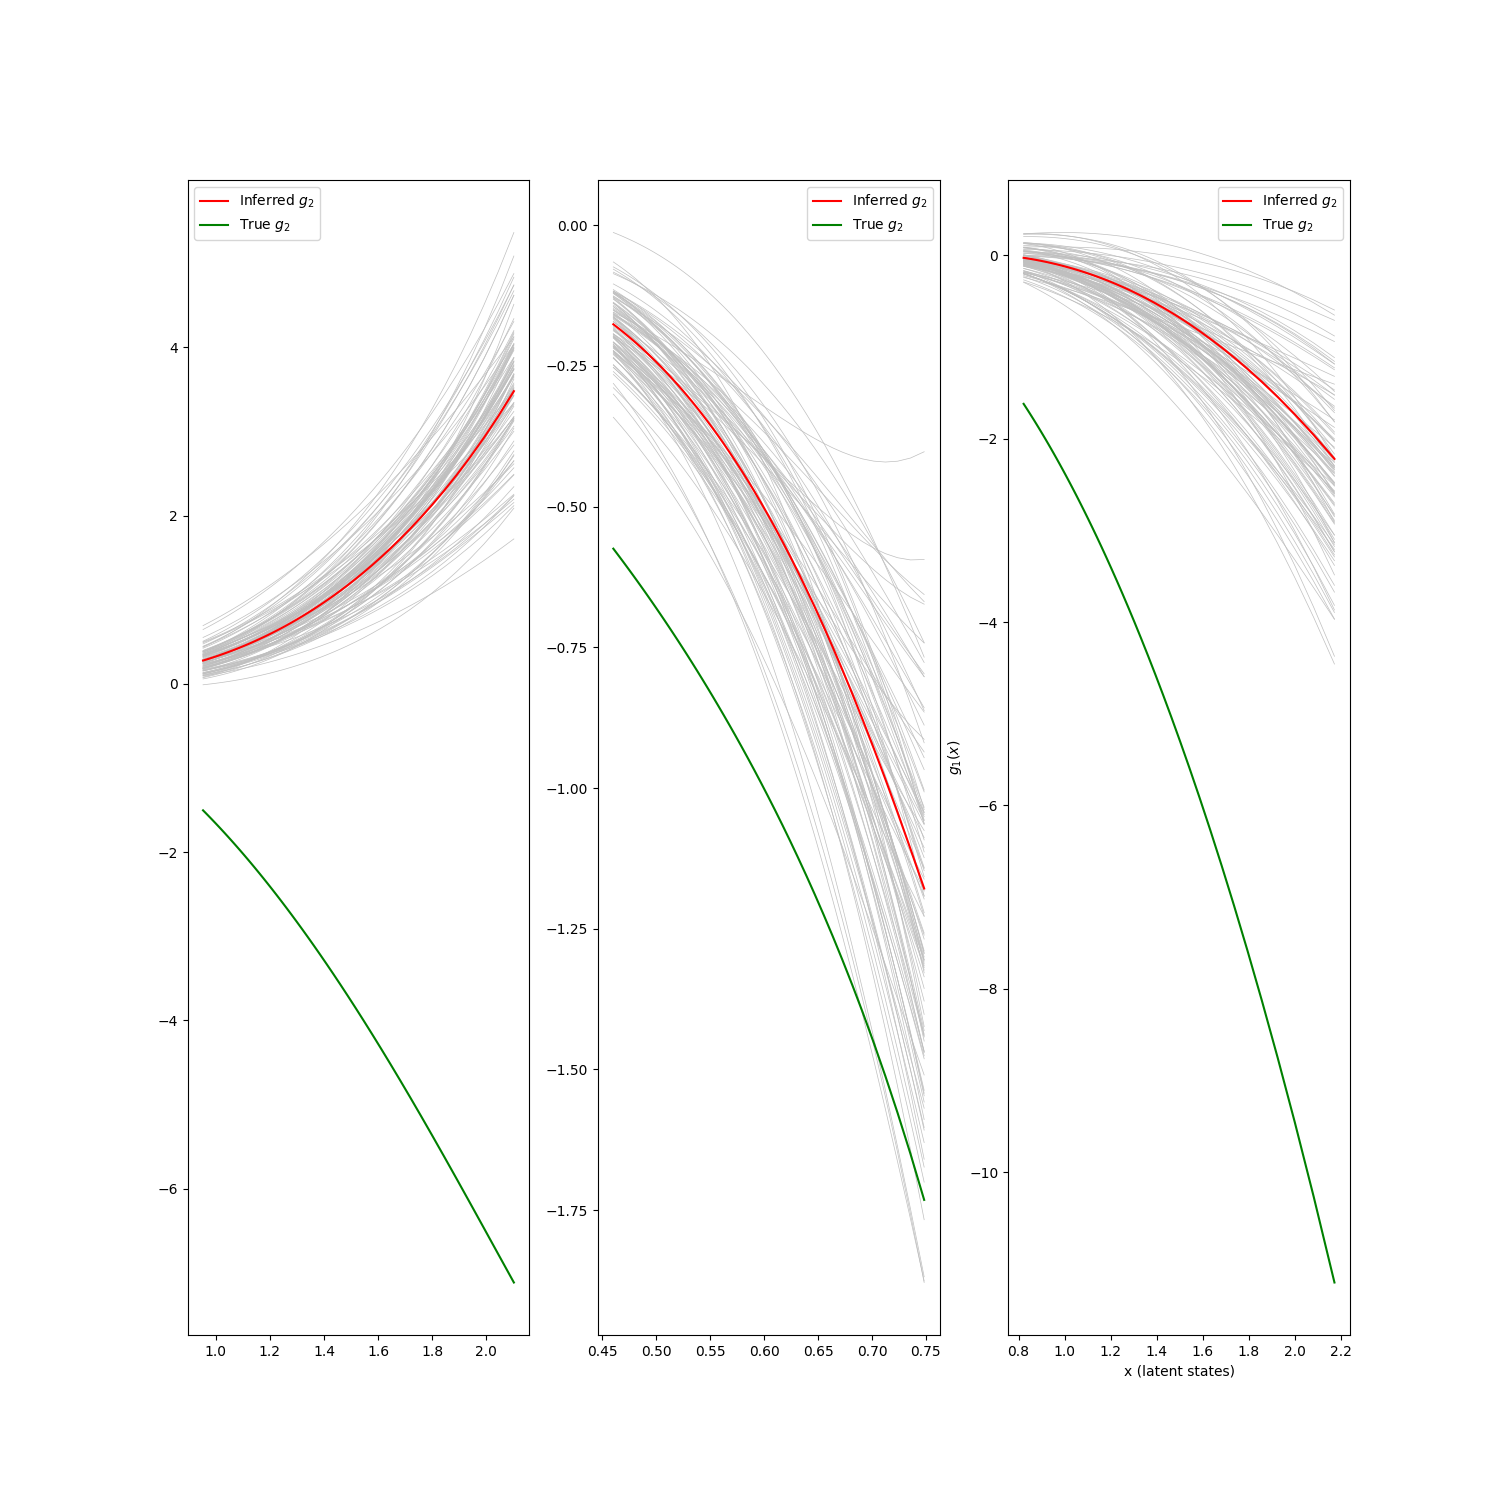 Inferred g₂
True g₂
4
2
0
−2
−4
−6
1.0 1.2 1.4 1.6 1.8 2.0
Inferred g₂
True g₂
0.00
−0.25
−0.50
−0.75
−1.00
−1.25
−1.50
−1.75
0.45 0.50 0.55 0.60 0.65 0.70 0.75
g₁(x)
Inferred g₂
True g₂
0
−2
−4
−6
−8
−10
0.8 1.0 1.2 1.4 1.6 1.8 2.0 2.2
x (latent states)